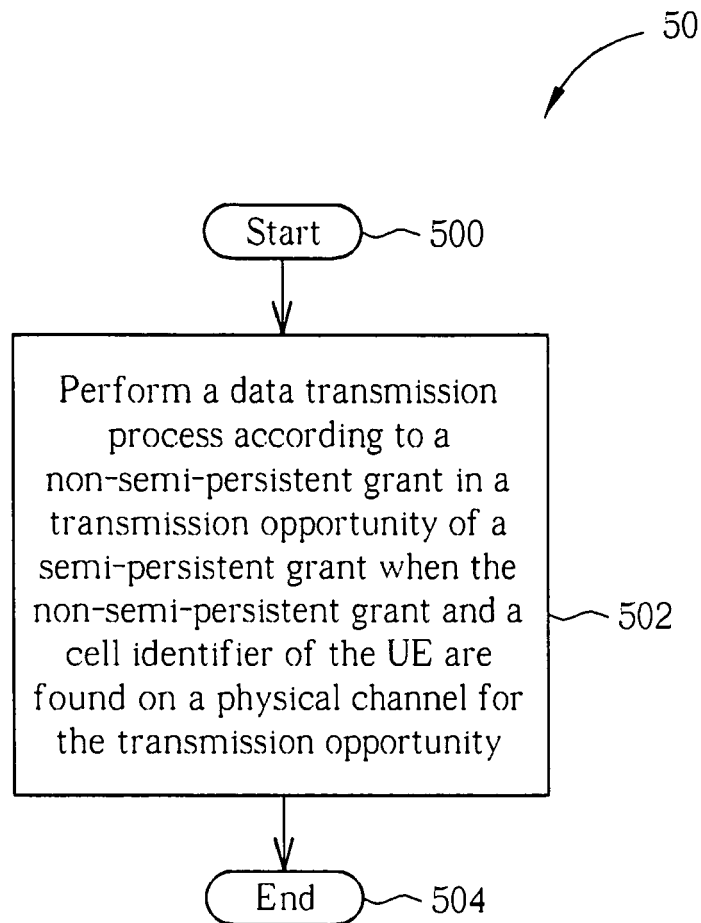 50
Start
500
Perform a data transmission
process according to a
non-semi-persistent grant in a
transmission opportunity of a
semi-persistent grant when the
non-semi-persistent grant and a
cell identifier of the UE are
found on a physical channel for
the transmission opportunity
502
End
504